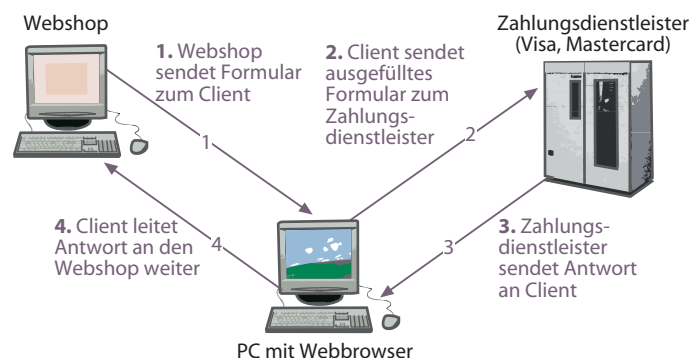 Webshop
Zahlungsdienstleister
(Visa, Mastercard)
1. Webshop
sendet Formular
zum Client
2. Client sendet
ausgefülltes
Formular zum
Zahlungs-
dienstleister
1
2
4. Client leitet
Antwort an den
Webshop weiter
4
3
3. Zahlungs-
dienstleister
sendet Antwort
an Client
PC mit Webbrowser